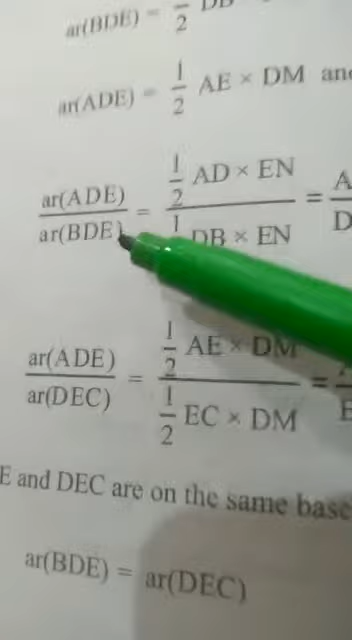 ar(BDE) = 1/2 DB
ar(ADE) = 1/2 AE × DM and
ar(ADE)/ar(BDE) = 1/2 AD × EN / 1 DB × EN = A/D
ar(ADE)/ar(DEC) = 1/2 AE × DM / 1/2 EC × DM = /E
E and DEC are on the same base
ar(BDE) = ar(DEC)